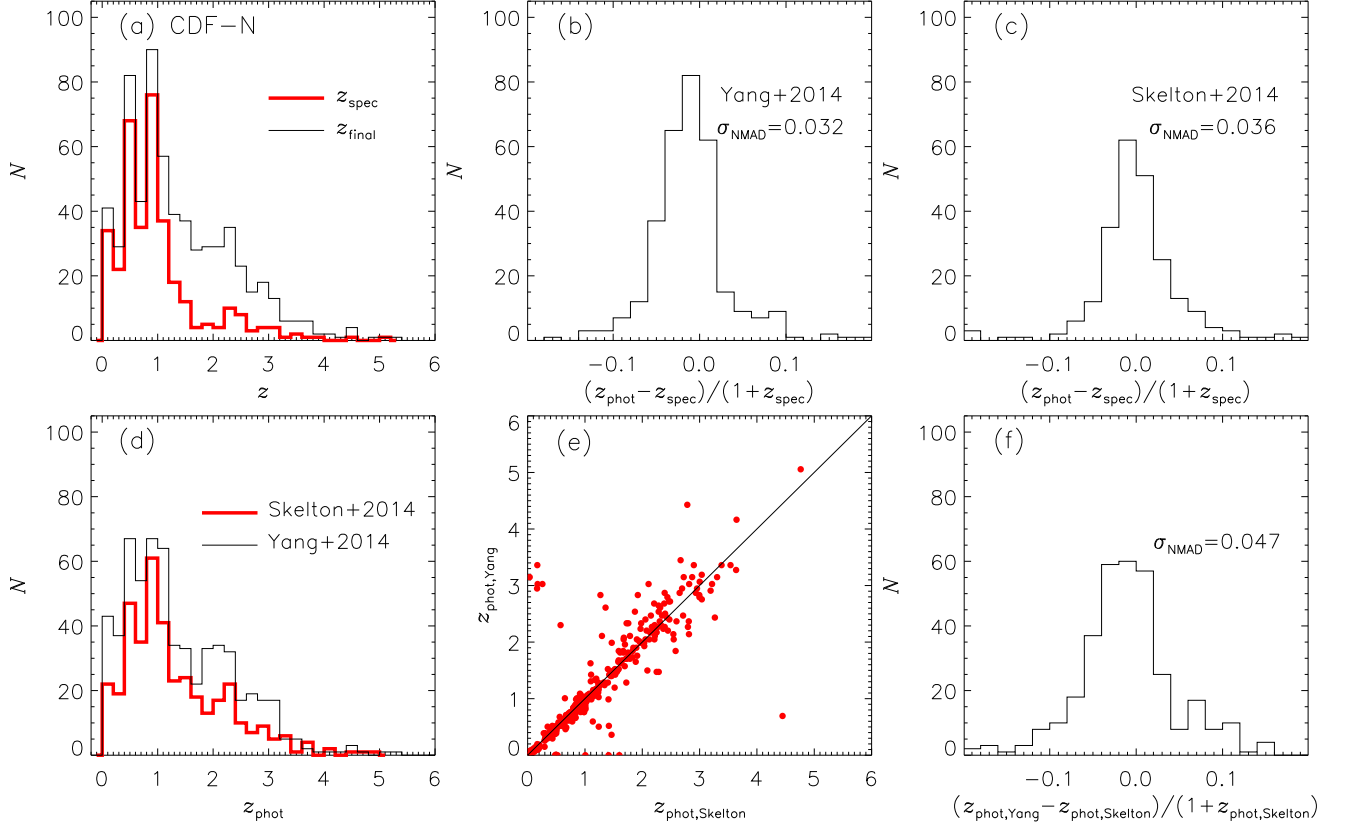 (a) CDF−N
z_spec
z_final
N
100
80
60
40
20
0
0 1 2 3 4 5 6
z
(b)
Yang+2014
σ_NMAD=0.032
N
100
80
60
40
20
0
−0.1 0.0 0.1
(z_phot−z_spec)/(1+z_spec)
(c)
Skelton+2014
σ_NMAD=0.036
N
100
80
60
40
20
0
−0.1 0.0 0.1
(z_phot−z_spec)/(1+z_spec)
(d)
Skelton+2014
Yang+2014
N
100
80
60
40
20
0
0 1 2 3 4 5 6
z_phot
(e)
z_phot,Yang
6
5
4
3
2
1
0
0 1 2 3 4 5 6
z_phot,Skelton
(f)
σ_NMAD=0.047
N
100
80
60
40
20
0
−0.1 0.0 0.1
(z_phot,Yang−z_phot,Skelton)/(1+z_phot,Skelton)